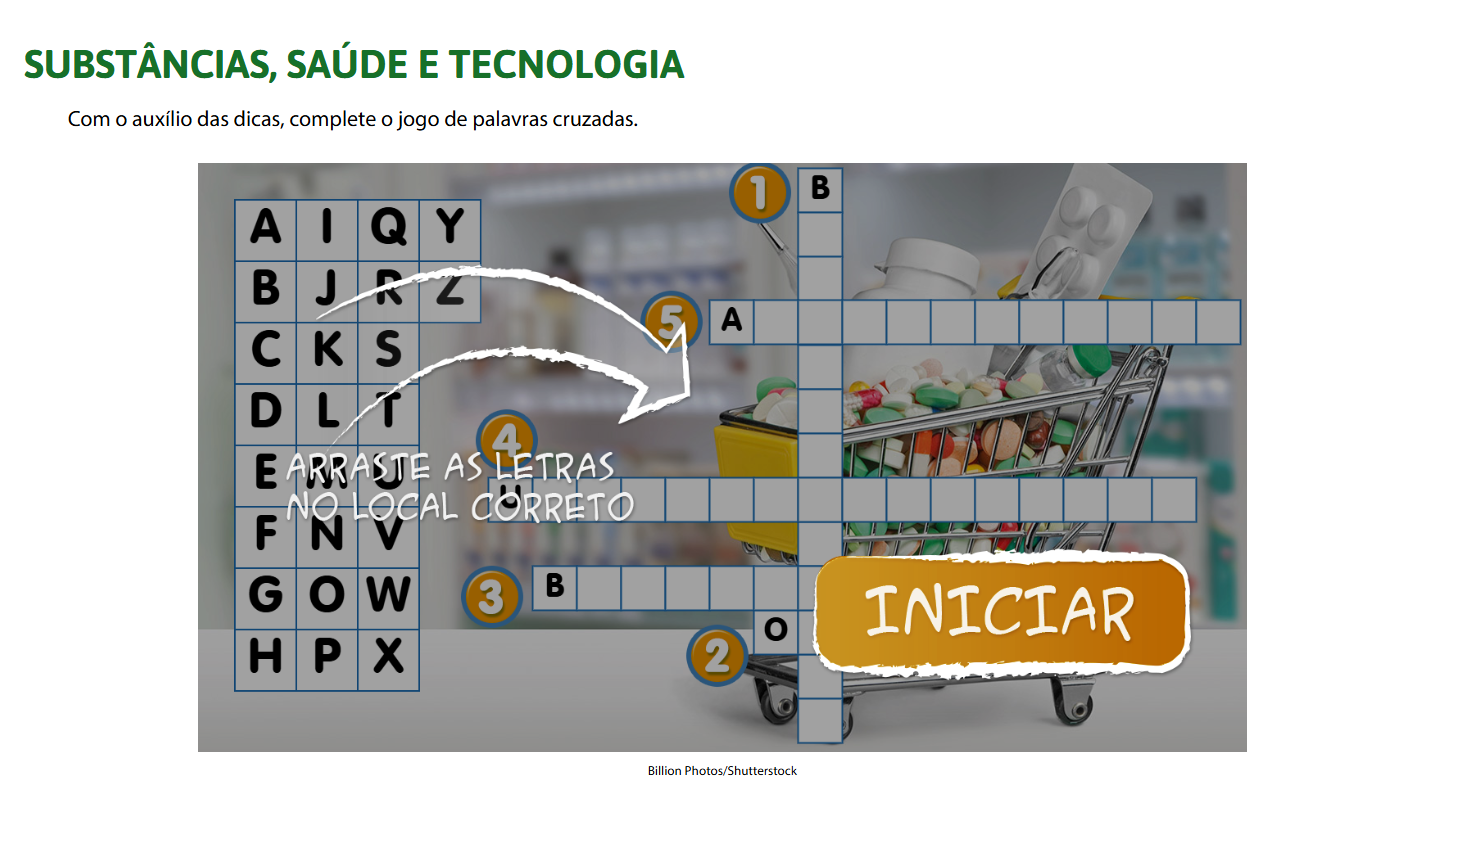 SUBSTÂNCIAS, SAÚDE E TECNOLOGIA
Com o auxílio das dicas, complete o jogo de palavras cruzadas.
1 B
A I Q Y
B J R Z
5 A
C K S
D L T
4
E M U
ARRASTE AS LETRAS
U
NO LOCAL CORRETO
F N V
3 B
G O W
INICIAR
2 O
H P X
Billion Photos/Shutterstock